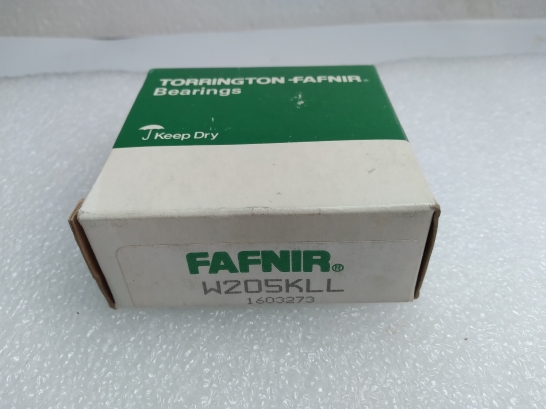 TORRINGTON-FAFNIR®
Bearings
Keep Dry
FAFNIR®
W205KLL
1603273